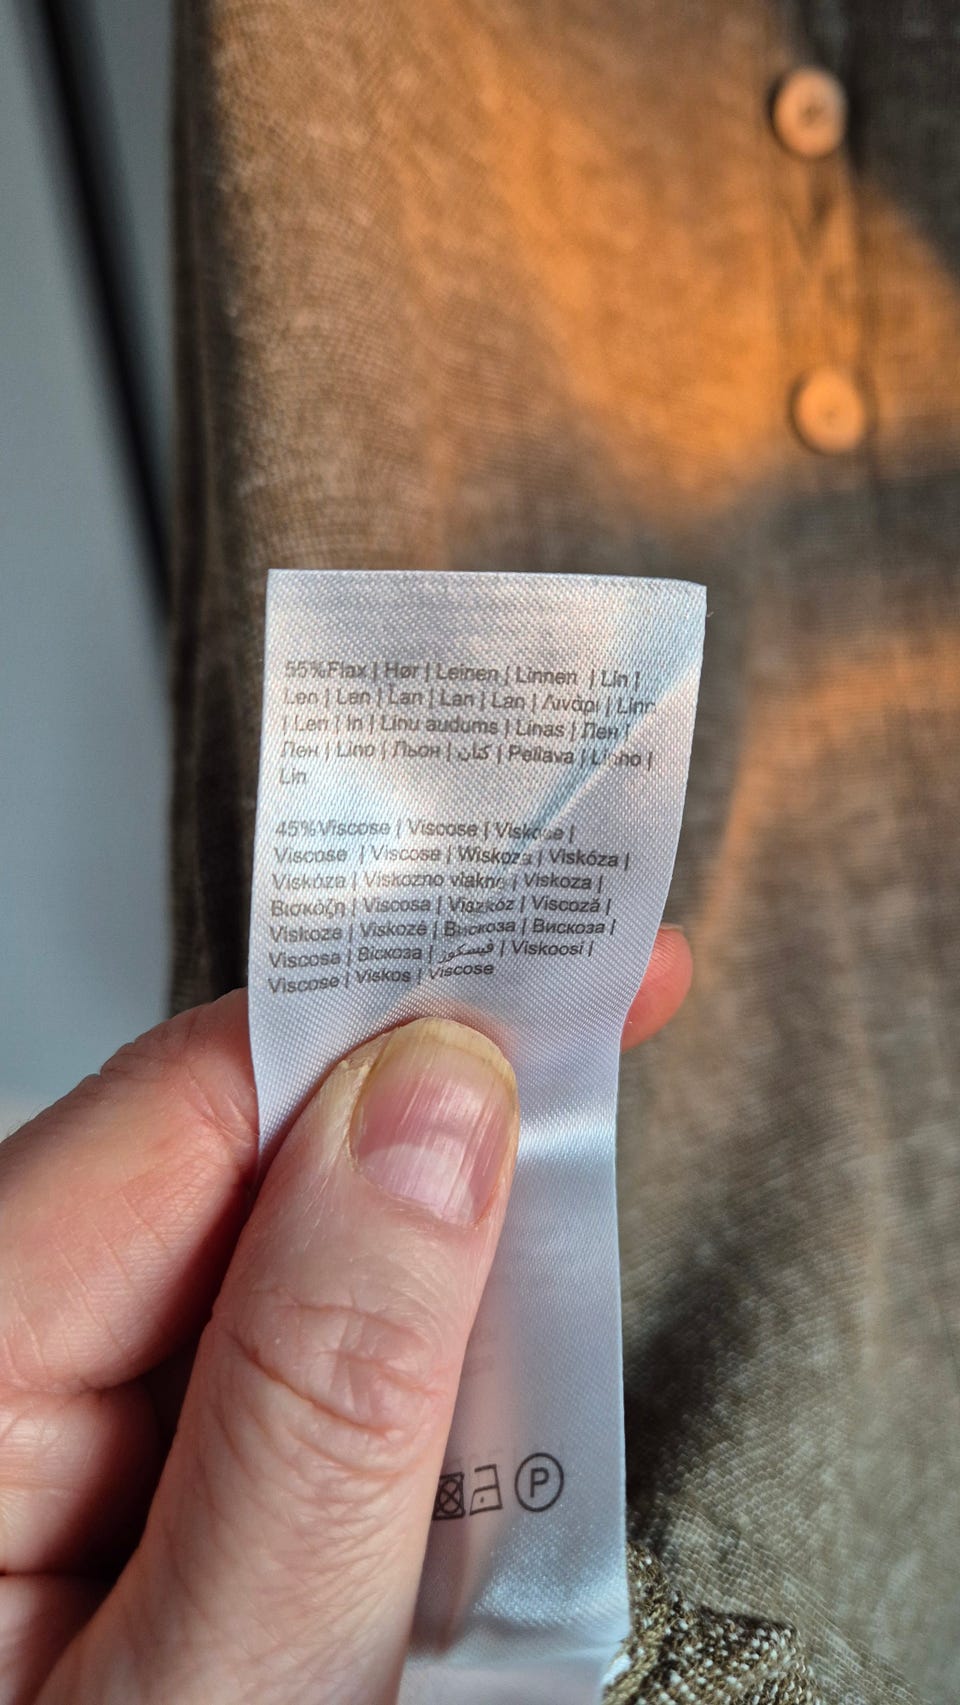 55%Flax | Hør | Leinen | Linnen | Lin |
Len | Lan | Lan | Lan | Lan | Λινάρι | Linn
| Len | In | Linu audums | Linas | Лен |
Лен | Lino | Льон | كتان | Pellava | Linho |
Lin
45%Viscose | Viscose | Viskose |
Viscose | Viscose | Wiskoza | Viskóza |
Viskóza | Viskozno vlakno | Viskoza |
Βισκόζη | Viscosa | Viszkóz | Viscoză |
Viskoze | Viskozė | Вискоза | Вискоза |
Viscosa | Віскоза | فيسكوز | Viskoosi |
Viscose | Viskos | Viscose
P